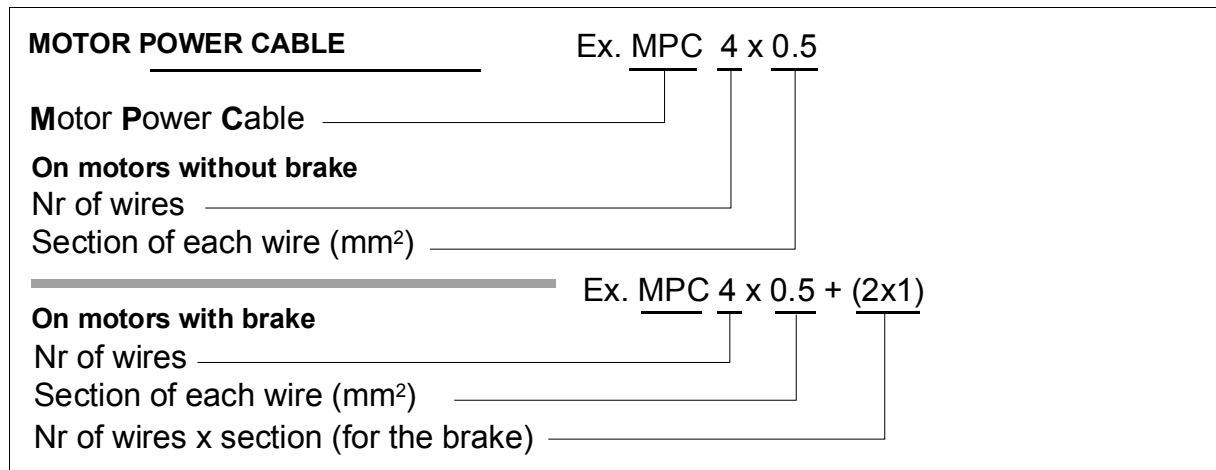 MOTOR POWER CABLE Ex. MPC 4 x 0.5
Motor Power Cable
On motors without brake
Nr of wires
Section of each wire (mm²)
Ex. MPC 4 x 0.5 + (2x1)
On motors with brake
Nr of wires
Section of each wire (mm²)
Nr of wires x section (for the brake)